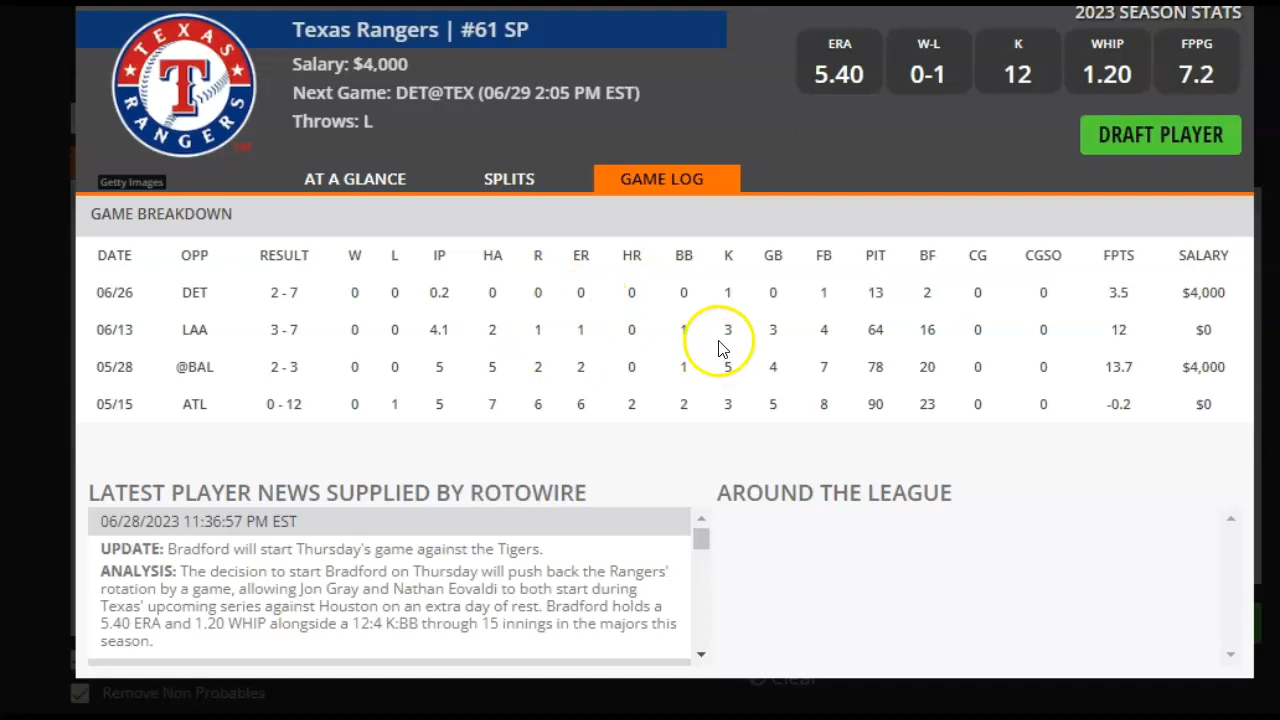 2023 SEASON STATS
Texas Rangers | #61 SP
Salary: $4,000
Next Game: DET@TEX (06/29 2:05 PM EST)
Throws: L
ERA W-L K WHIP FPPG
5.40 0-1 12 1.20 7.2
DRAFT PLAYER
TEXAS RANGERS
T
Getty Images
AT A GLANCE SPLITS GAME LOG
GAME BREAKDOWN
DATE OPP RESULT W L IP HA R ER HR BB K GB FB PIT BF CG CGSO FPTS SALARY
06/26 DET 2 - 7 0 0 0.2 0 0 0 0 0 1 0 1 13 2 0 0 3.5 $4,000
06/13 LAA 3 - 7 0 0 4.1 2 1 1 0 1 3 3 4 64 16 0 0 12 $0
05/28 @BAL 2 - 3 0 0 5 5 2 2 0 1 5 4 7 78 20 0 0 13.7 $4,000
05/15 ATL 0 - 12 0 1 5 7 6 6 2 2 3 5 8 90 23 0 0 -0.2 $0
LATEST PLAYER NEWS SUPPLIED BY ROTOWIRE
06/28/2023 11:36:57 PM EST
UPDATE: Bradford will start Thursday's game against the Tigers.
ANALYSIS: The decision to start Bradford on Thursday will push back the Rangers'
rotation by a game, allowing Jon Gray and Nathan Eovaldi to both start during
Texas' upcoming series against Houston on an extra day of rest. Bradford holds a
5.40 ERA and 1.20 WHIP alongside a 12:4 K:BB through 15 innings in the majors this
season.
AROUND THE LEAGUE
Remove Non Probables
Clear